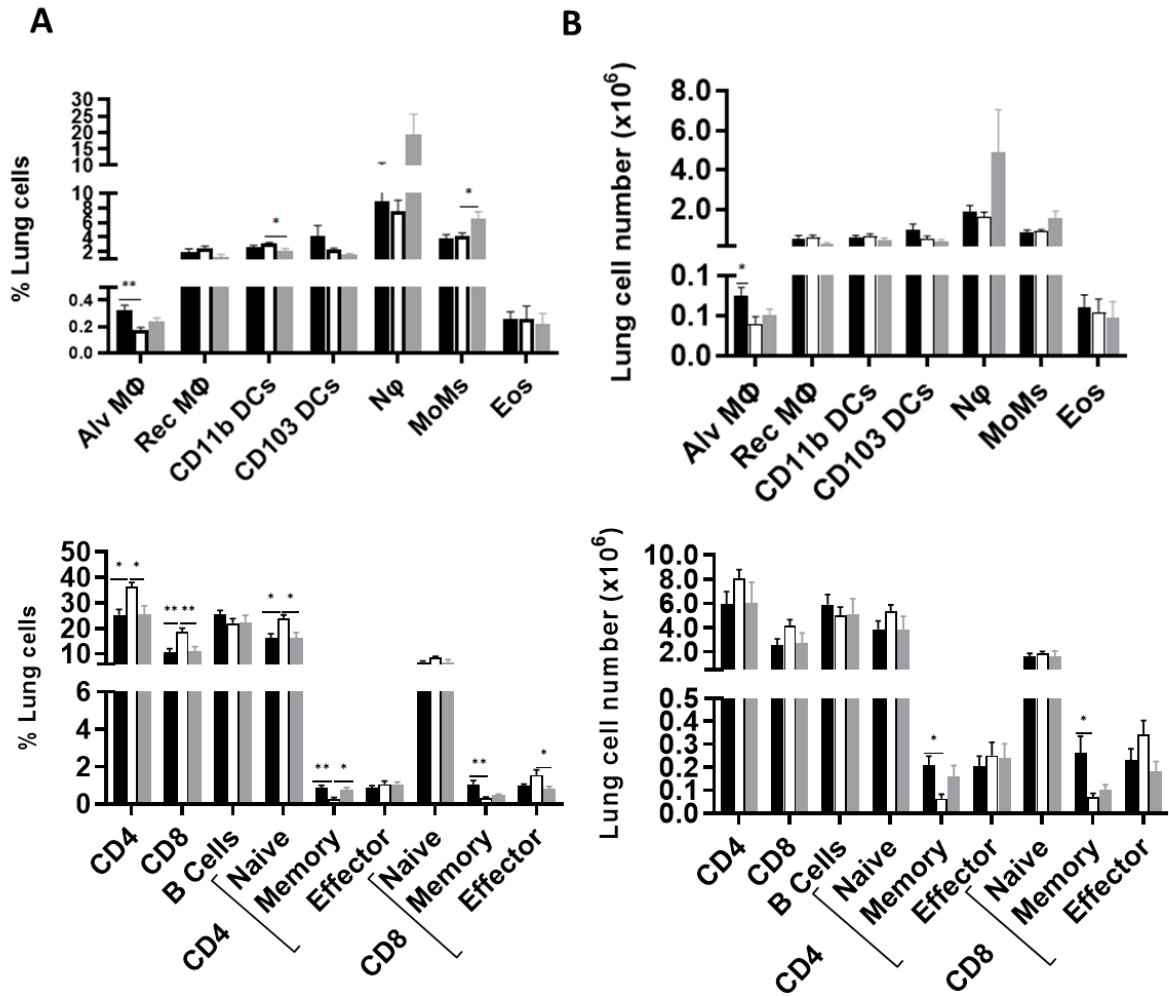 A
B
% Lung cells
30
25
20
15
10
10
8
6
4
2
0.4
0.2
0.0
**
*
*
Alv MΦ
Rec MΦ
CD11b DCs
CD103 DCs
Nφ
MoMs
Eos
Lung cell number (x10⁶)
8.0
6.0
4.0
2.0
0.1
0.1
0.0
*
Alv MΦ
Rec MΦ
CD11b DCs
CD103 DCs
Nφ
MoMs
Eos
% Lung cells
50
40
30
20
10
6
4
2
0
* *
** **
* *
** *
**
*
CD4
CD8
B Cells
Naive
Memory
Effector
Naive
Memory
Effector
CD4
CD8
Lung cell number (x10⁶)
10.0
8.0
6.0
4.0
2.0
0.5
0.4
0.3
0.2
0.1
0.0
*
*
CD4
CD8
B Cells
Naive
Memory
Effector
Naive
Memory
Effector
CD4
CD8